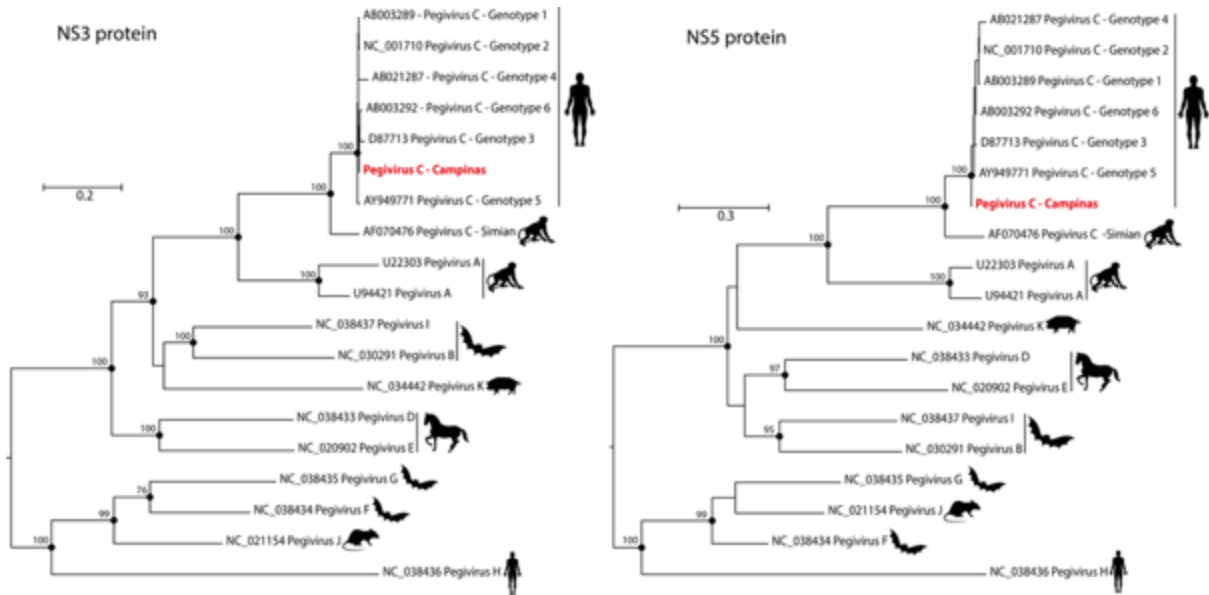 NS3 protein
AB003289 - Pegivirus C - Genotype 1
NC_001710 Pegivirus C - Genotype 2
AB021287 - Pegivirus C - Genotype 4
AB003292 - Pegivirus C - Genotype 6
D87713 Pegivirus C - Genotype 3
100
Pegivirus C - Campinas
0.2
100
AY949771 Pegivirus C - Genotype 5
AF070476 Pegivirus C - Simian
100
U22303 Pegivirus A
100
U94421 Pegivirus A
93
NC_038437 Pegivirus I
100
NC_030291 Pegivirus B
100
NC_034442 Pegivirus K
NC_038433 Pegivirus D
100
NC_020902 Pegivirus E
NC_038435 Pegivirus G
76
NC_038434 Pegivirus F
99
NC_021154 Pegivirus J
100
NC_038436 Pegivirus H
NS5 protein
AB021287 Pegivirus C - Genotype 4
NC_001710 Pegivirus C - Genotype 2
AB003289 Pegivirus C - Genotype 1
AB003292 Pegivirus C - Genotype 6
D87713 Pegivirus C - Genotype 3
100
AY949771 Pegivirus C - Genotype 5
100
Pegivirus C - Campinas
0.3
AF070476 Pegivirus C -Simian
100
U22303 Pegivirus A
100
U94421 Pegivirus A
NC_034442 Pegivirus K
NC_038433 Pegivirus D
97
NC_020902 Pegivirus E
NC_038437 Pegivirus I
95
NC_030291 Pegivirus B
NC_038435 Pegivirus G
NC_021154 Pegivirus J
99
NC_038434 Pegivirus F
100
NC_038436 Pegivirus H